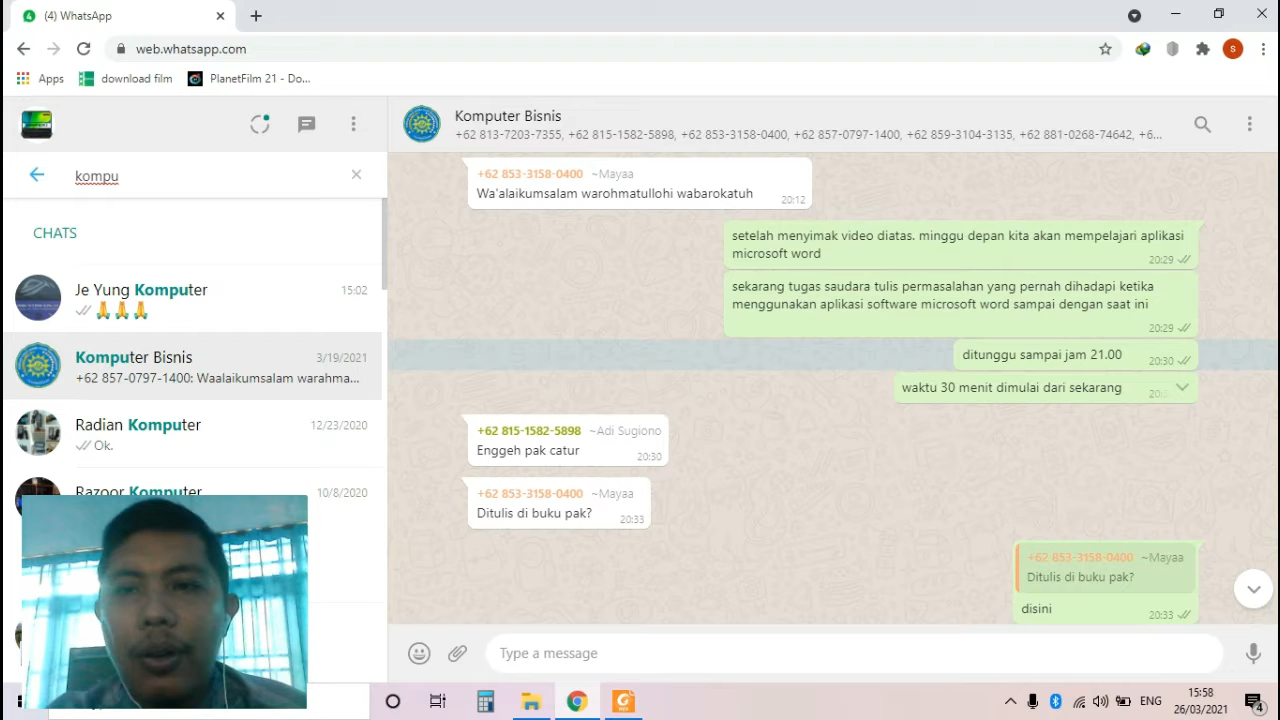 (4) WhatsApp
web.whatsapp.com
S
Apps
download film
PlanetFilm 21 - Do...
kompu
CHATS
Je Yung Komputer
15:02
🙏🙏🙏
Komputer Bisnis
3/19/2021
+62 857-0797-1400: Waalaikumsalam warahma...
Radian Komputer
12/23/2020
Ok.
Razoor Komputer
10/8/2020
Komputer Bisnis
+62 813-7203-7355, +62 815-1582-5898, +62 853-3158-0400, +62 857-0797-1400, +62 859-3104-3135, +62 881-0268-74642, +6...
+62 853-3158-0400 ~Mayaa
Wa'alaikumsalam warohmatullohi wabarokatuh
20:12
setelah menyimak video diatas. minggu depan kita akan mempelajari aplikasi
microsoft word
20:29
sekarang tugas saudara tulis permasalahan yang pernah dihadapi ketika
menggunakan aplikasi software microsoft word sampai dengan saat ini
20:29
ditunggu sampai jam 21.00
20:30
waktu 30 menit dimulai dari sekarang
+62 815-1582-5898 ~Adi Sugiono
Enggeh pak catur
20:30
+62 853-3158-0400 ~Mayaa
Ditulis di buku pak?
20:33
+62 853-3158-0400 ~Mayaa
Ditulis di buku pak?
disini
20:33
Type a message
ENG
15:58
26/03/2021
4